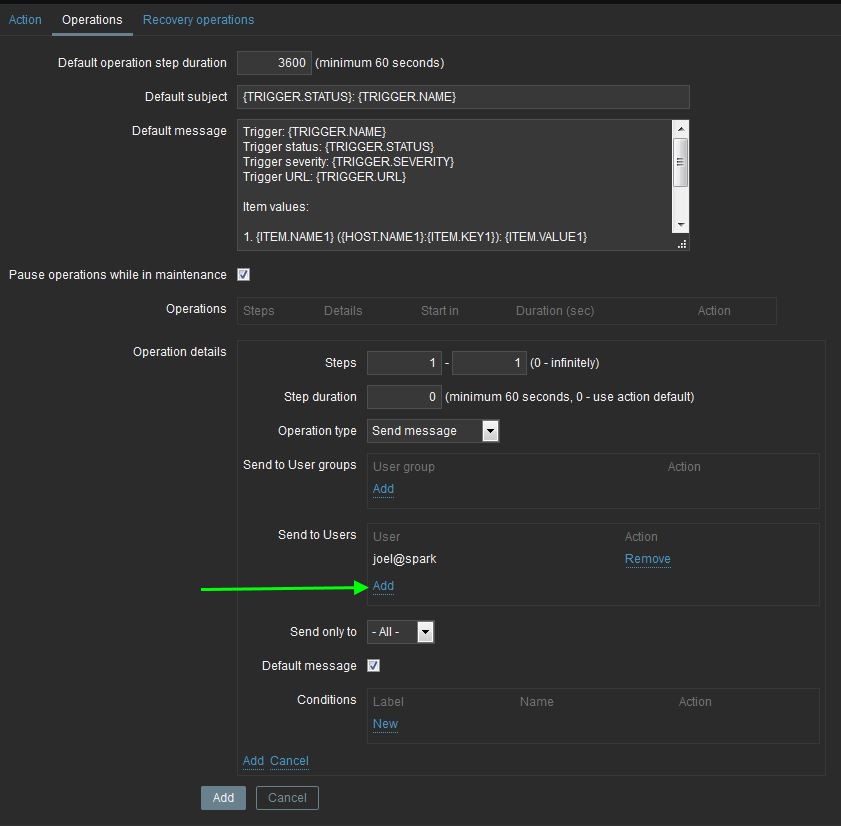 Action Operations Recovery operations
Default operation step duration 3600 (minimum 60 seconds)
Default subject {TRIGGER.STATUS}: {TRIGGER.NAME}
Default message Trigger: {TRIGGER.NAME}
Trigger status: {TRIGGER.STATUS}
Trigger severity: {TRIGGER.SEVERITY}
Trigger URL: {TRIGGER.URL}
Item values:
1. {ITEM.NAME1} ({HOST.NAME1}:{ITEM.KEY1}): {ITEM.VALUE1}
Pause operations while in maintenance
Operations Steps Details Start in Duration (sec) Action
Operation details
Steps 1 - 1 (0 - infinitely)
Step duration 0 (minimum 60 seconds, 0 - use action default)
Operation type Send message
Send to User groups User group Action
Add
Send to Users User Action
joel@spark Remove
Add
Send only to - All -
Default message
Conditions Label Name Action
New
Add Cancel
Add Cancel